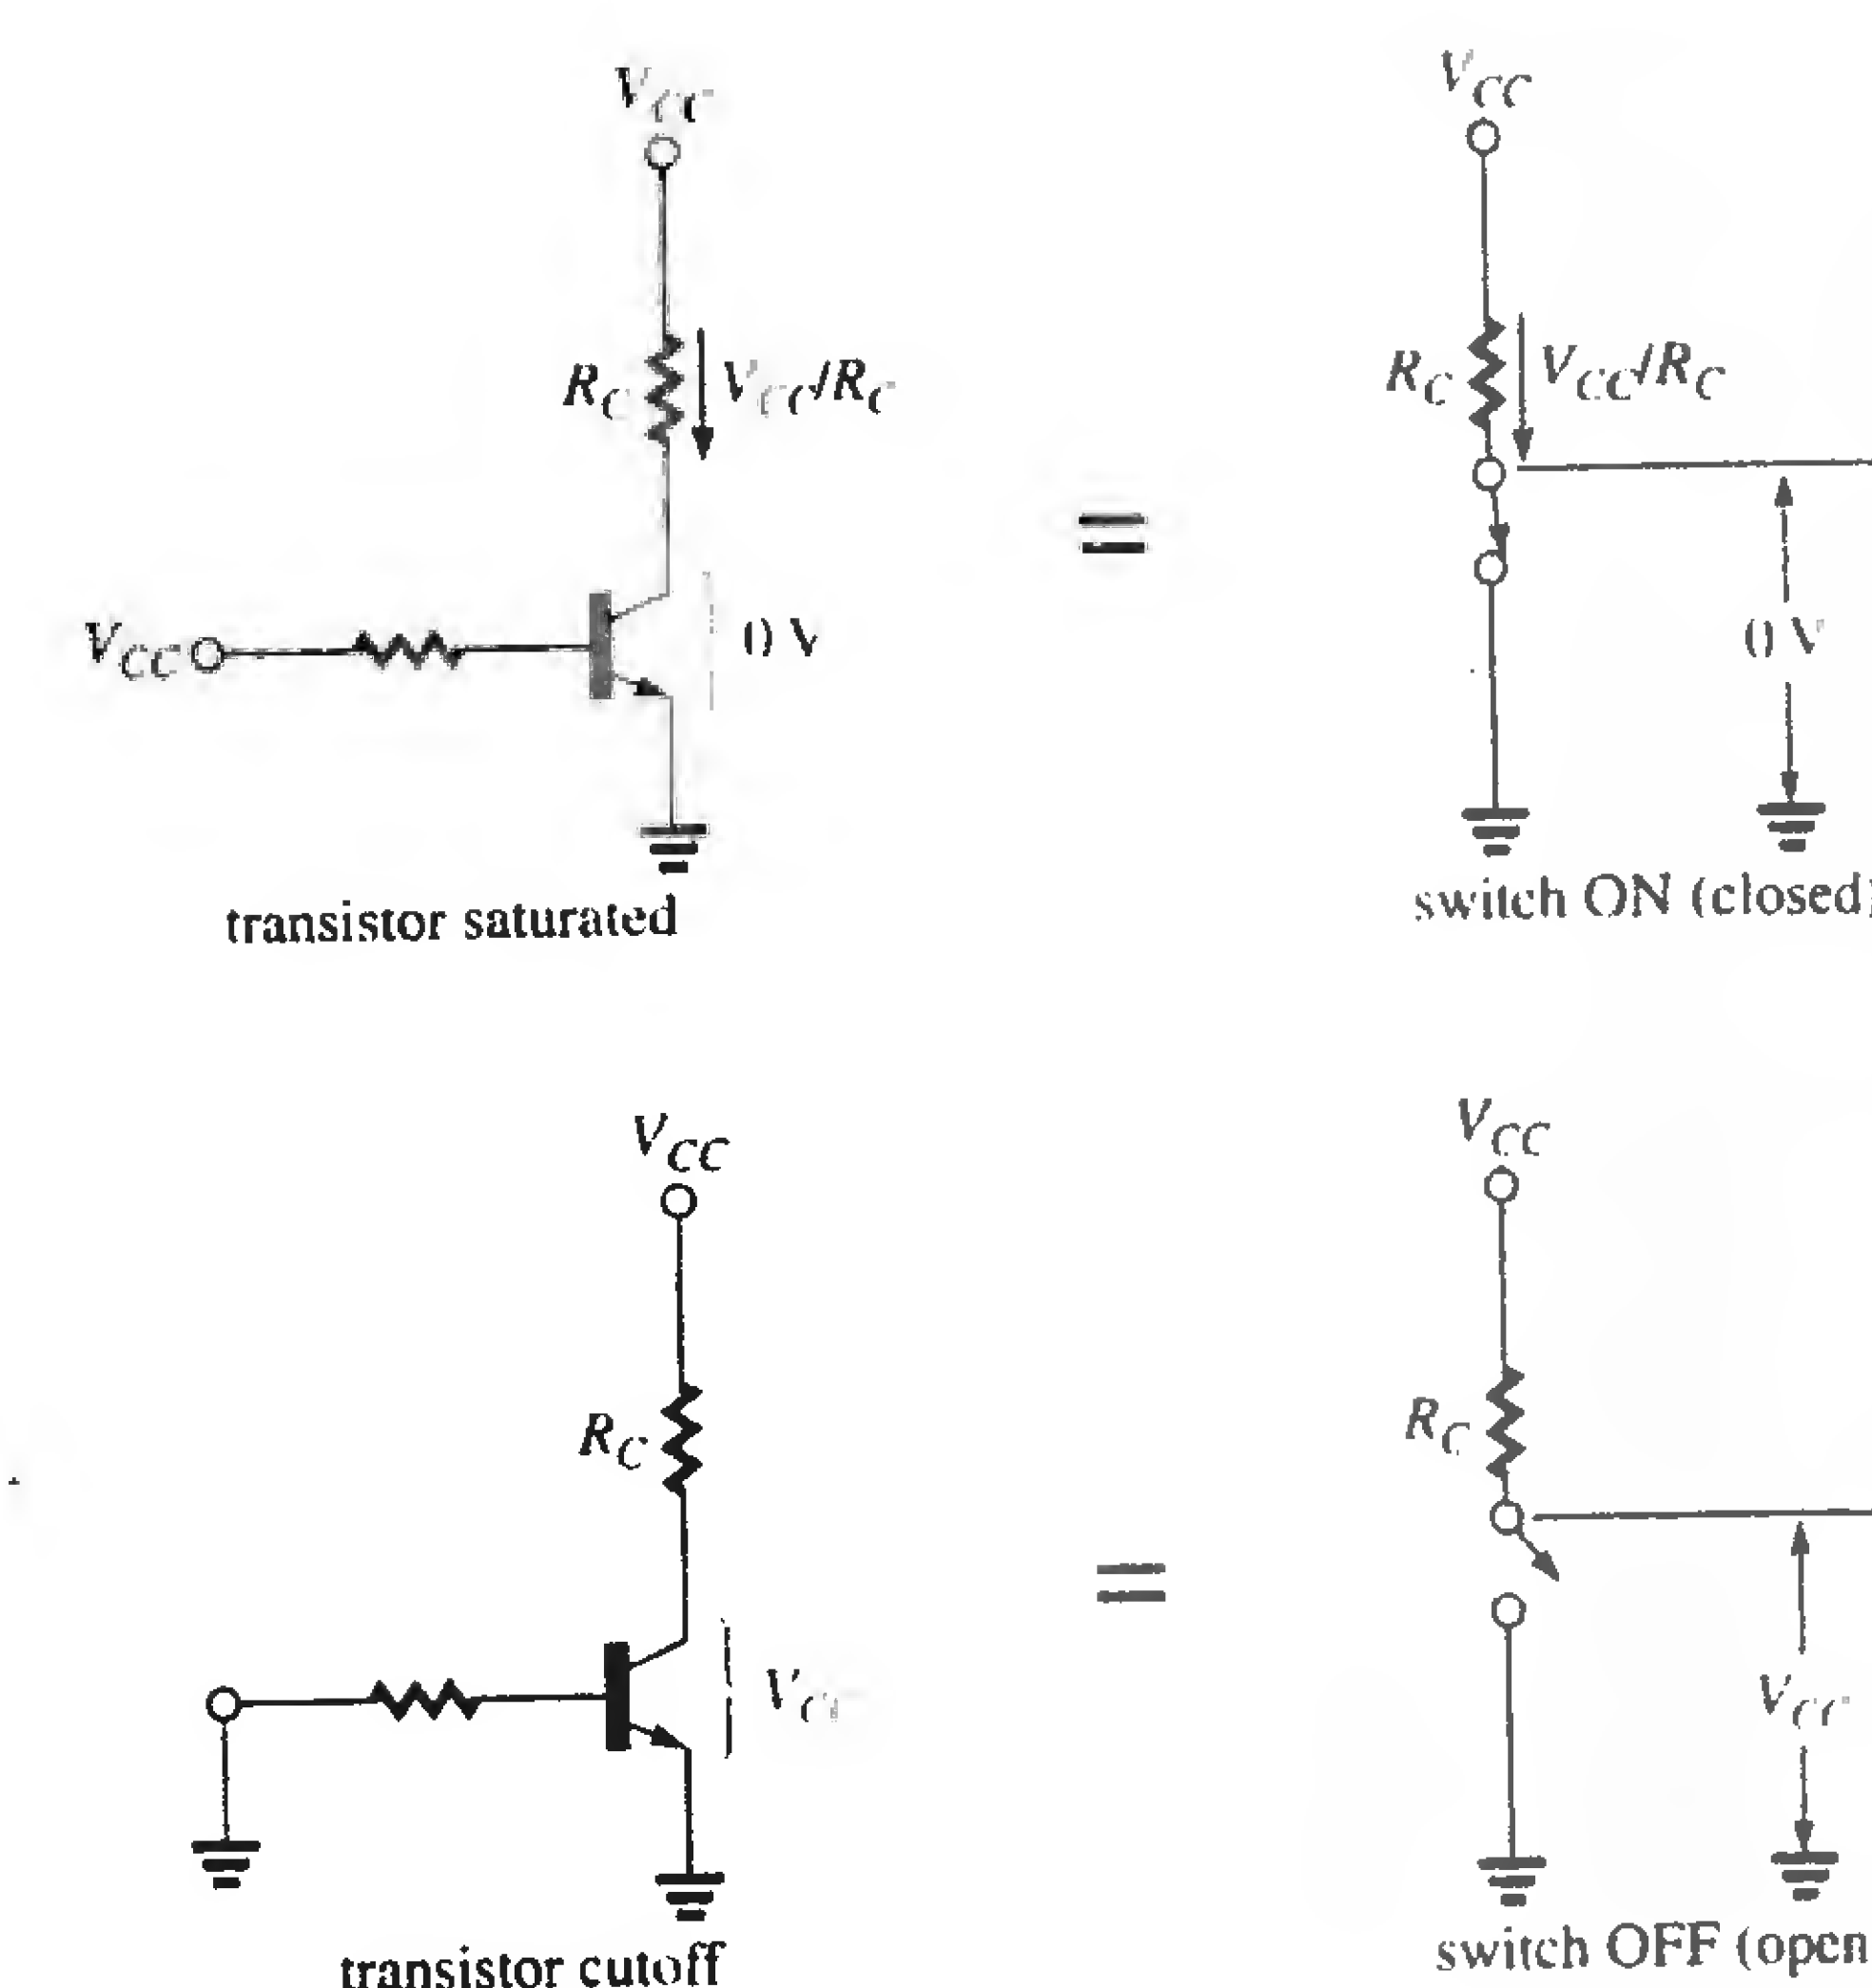 V_CC
V_CC
R_C
V_CC/R_C
R_C
V_CC/R_C
=
V_CC
0 V
0 V
transistor saturated
switch ON (closed)
V_CC
V_CC
R_C
R_C
=
V_CC
V_CC
transistor cutoff
switch OFF (open